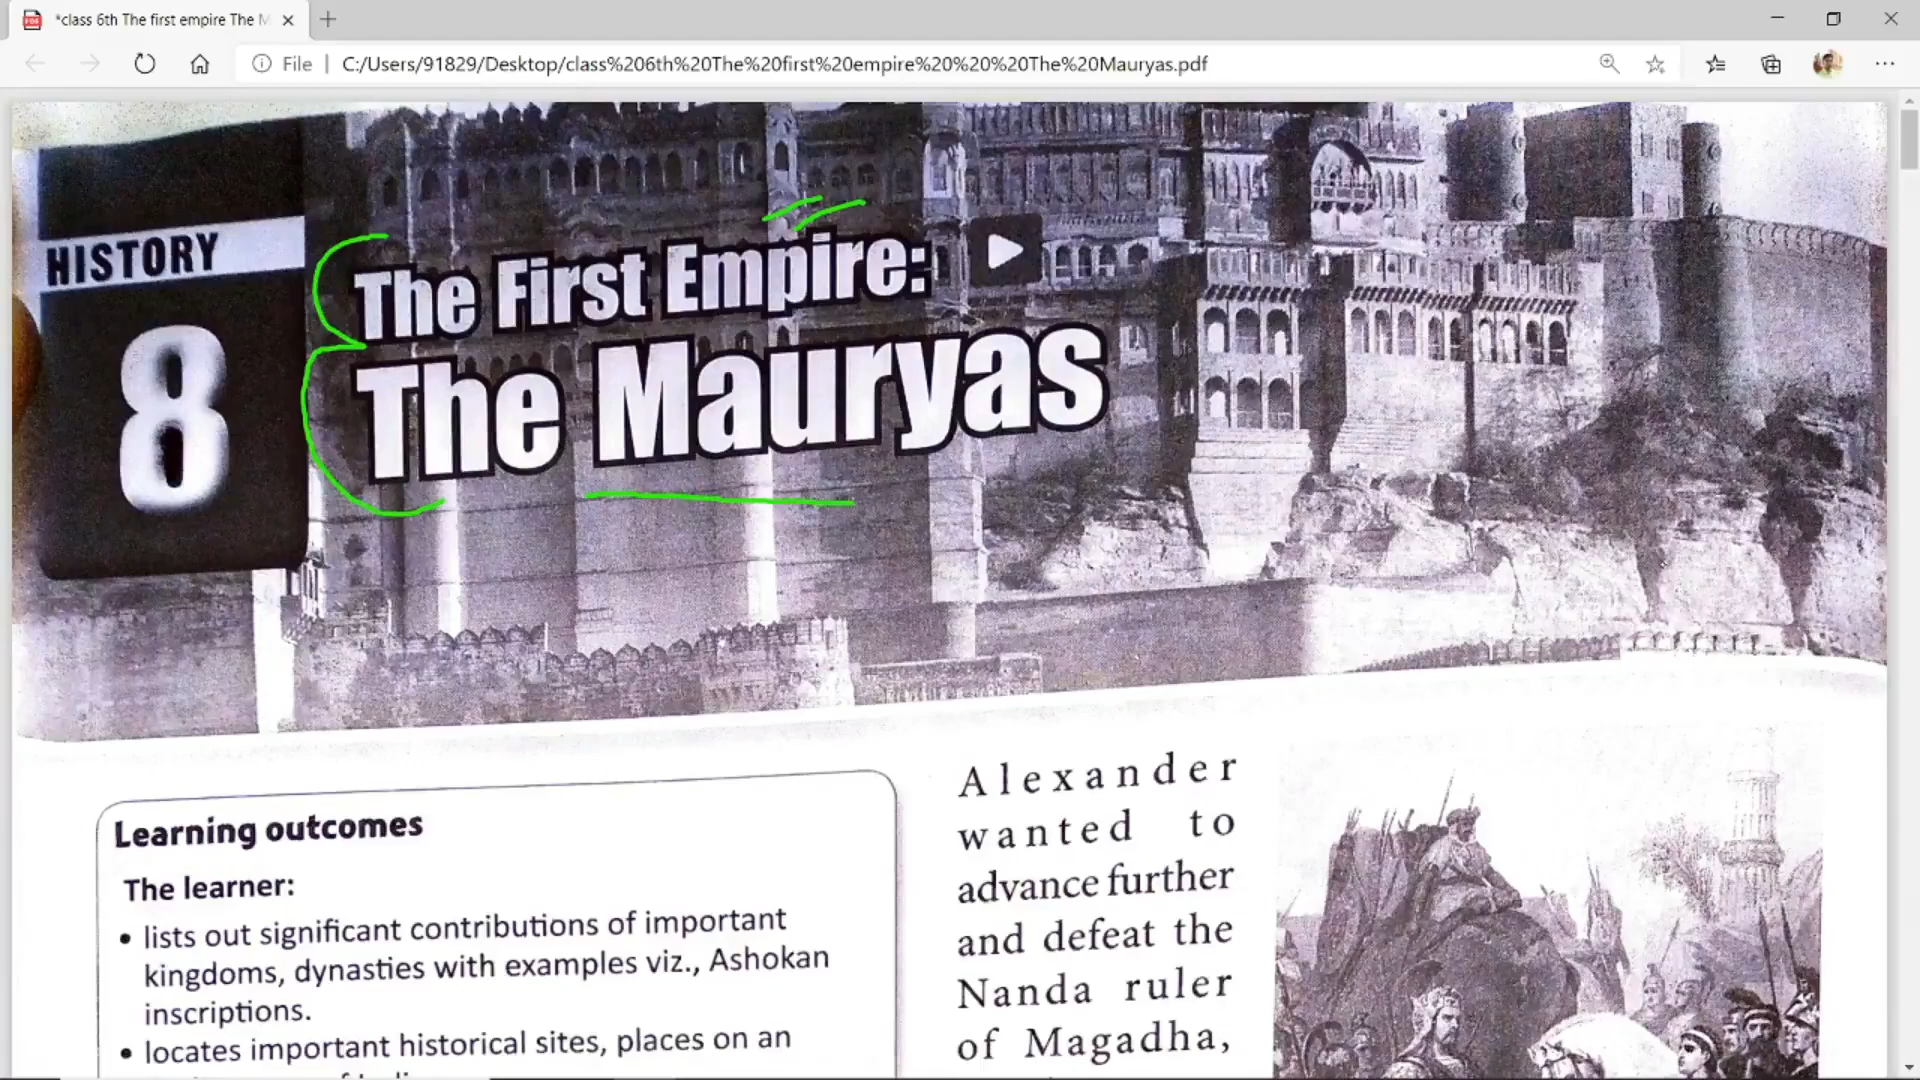 *class 6th The first empire The M
File
C:/Users/91829/Desktop/class%206th%20The%20first%20empire%20%20%20The%20Mauryas.pdf
HISTORY
8
The First Empire:
The Mauryas
Learning outcomes
The learner:
• lists out significant contributions of important
kingdoms, dynasties with examples viz., Ashokan
inscriptions.
• locates important historical sites, places on an
Alexander
wanted to
advance further
and defeat the
Nanda ruler
of Magadha,